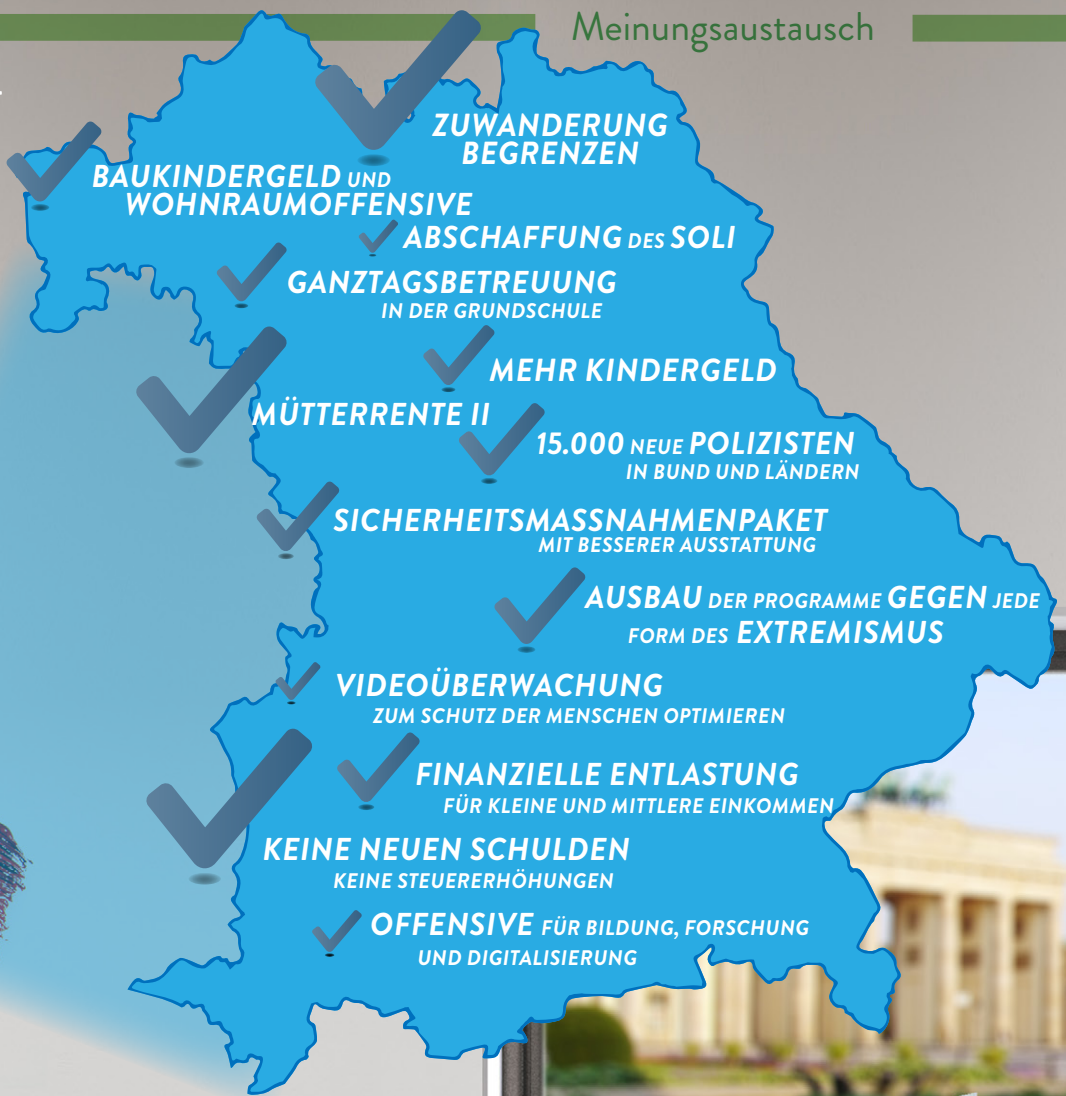 Meinungsaustausch
ZUWANDERUNG
BEGRENZEN
BAUKINDERGELD UND
WOHNRAUMOFFENSIVE
ABSCHAFFUNG DES SOLI
GANZTAGSBETREUUNG
IN DER GRUNDSCHULE
MEHR KINDERGELD
MÜTTERRENTE II
15.000 NEUE POLIZISTEN
IN BUND UND LÄNDERN
SICHERHEITSMASSNAHMENPAKET
MIT BESSERER AUSSTATTUNG
AUSBAU DER PROGRAMME GEGEN JEDE
FORM DES EXTREMISMUS
VIDEOÜBERWACHUNG
ZUM SCHUTZ DER MENSCHEN OPTIMIEREN
FINANZIELLE ENTLASTUNG
FÜR KLEINE UND MITTLERE EINKOMMEN
KEINE NEUEN SCHULDEN
KEINE STEUERERHÖHUNGEN
OFFENSIVE FÜR BILDUNG, FORSCHUNG
UND DIGITALISIERUNG